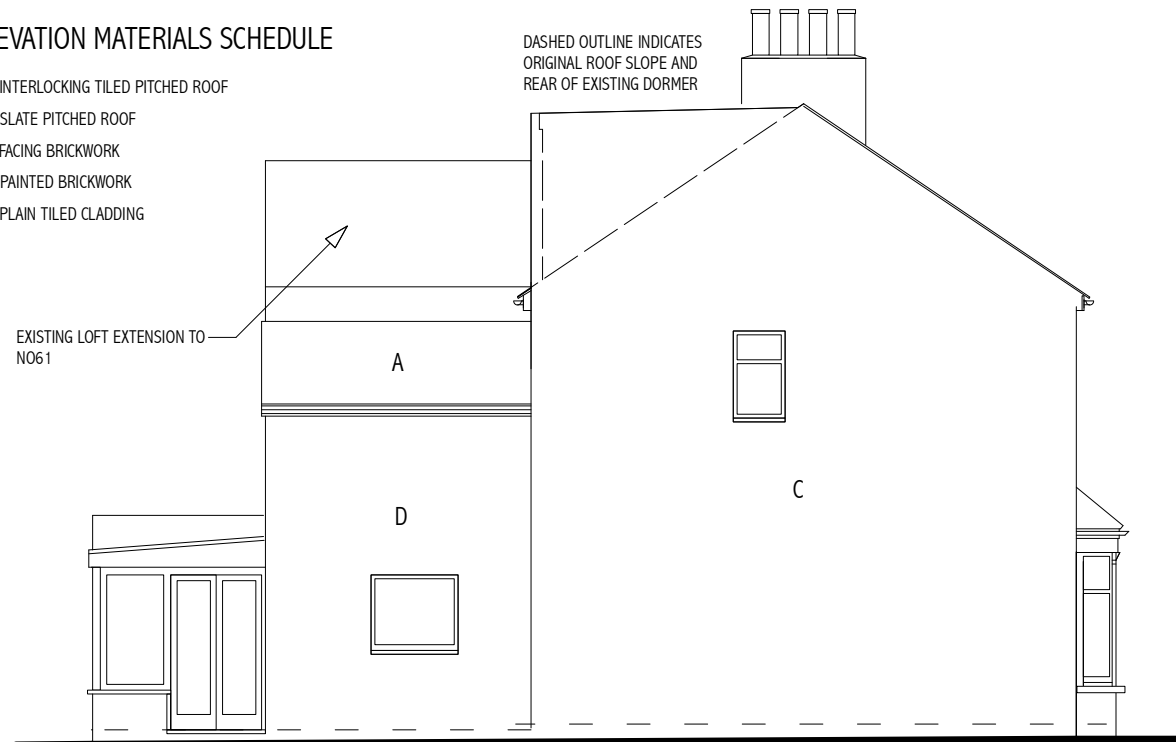 EVATION MATERIALS SCHEDULE
INTERLOCKING TILED PITCHED ROOF
SLATE PITCHED ROOF
FACING BRICKWORK
PAINTED BRICKWORK
PLAIN TILED CLADDING
DASHED OUTLINE INDICATES
ORIGINAL ROOF SLOPE AND
REAR OF EXISTING DORMER
EXISTING LOFT EXTENSION TO
NO61
A
D
C